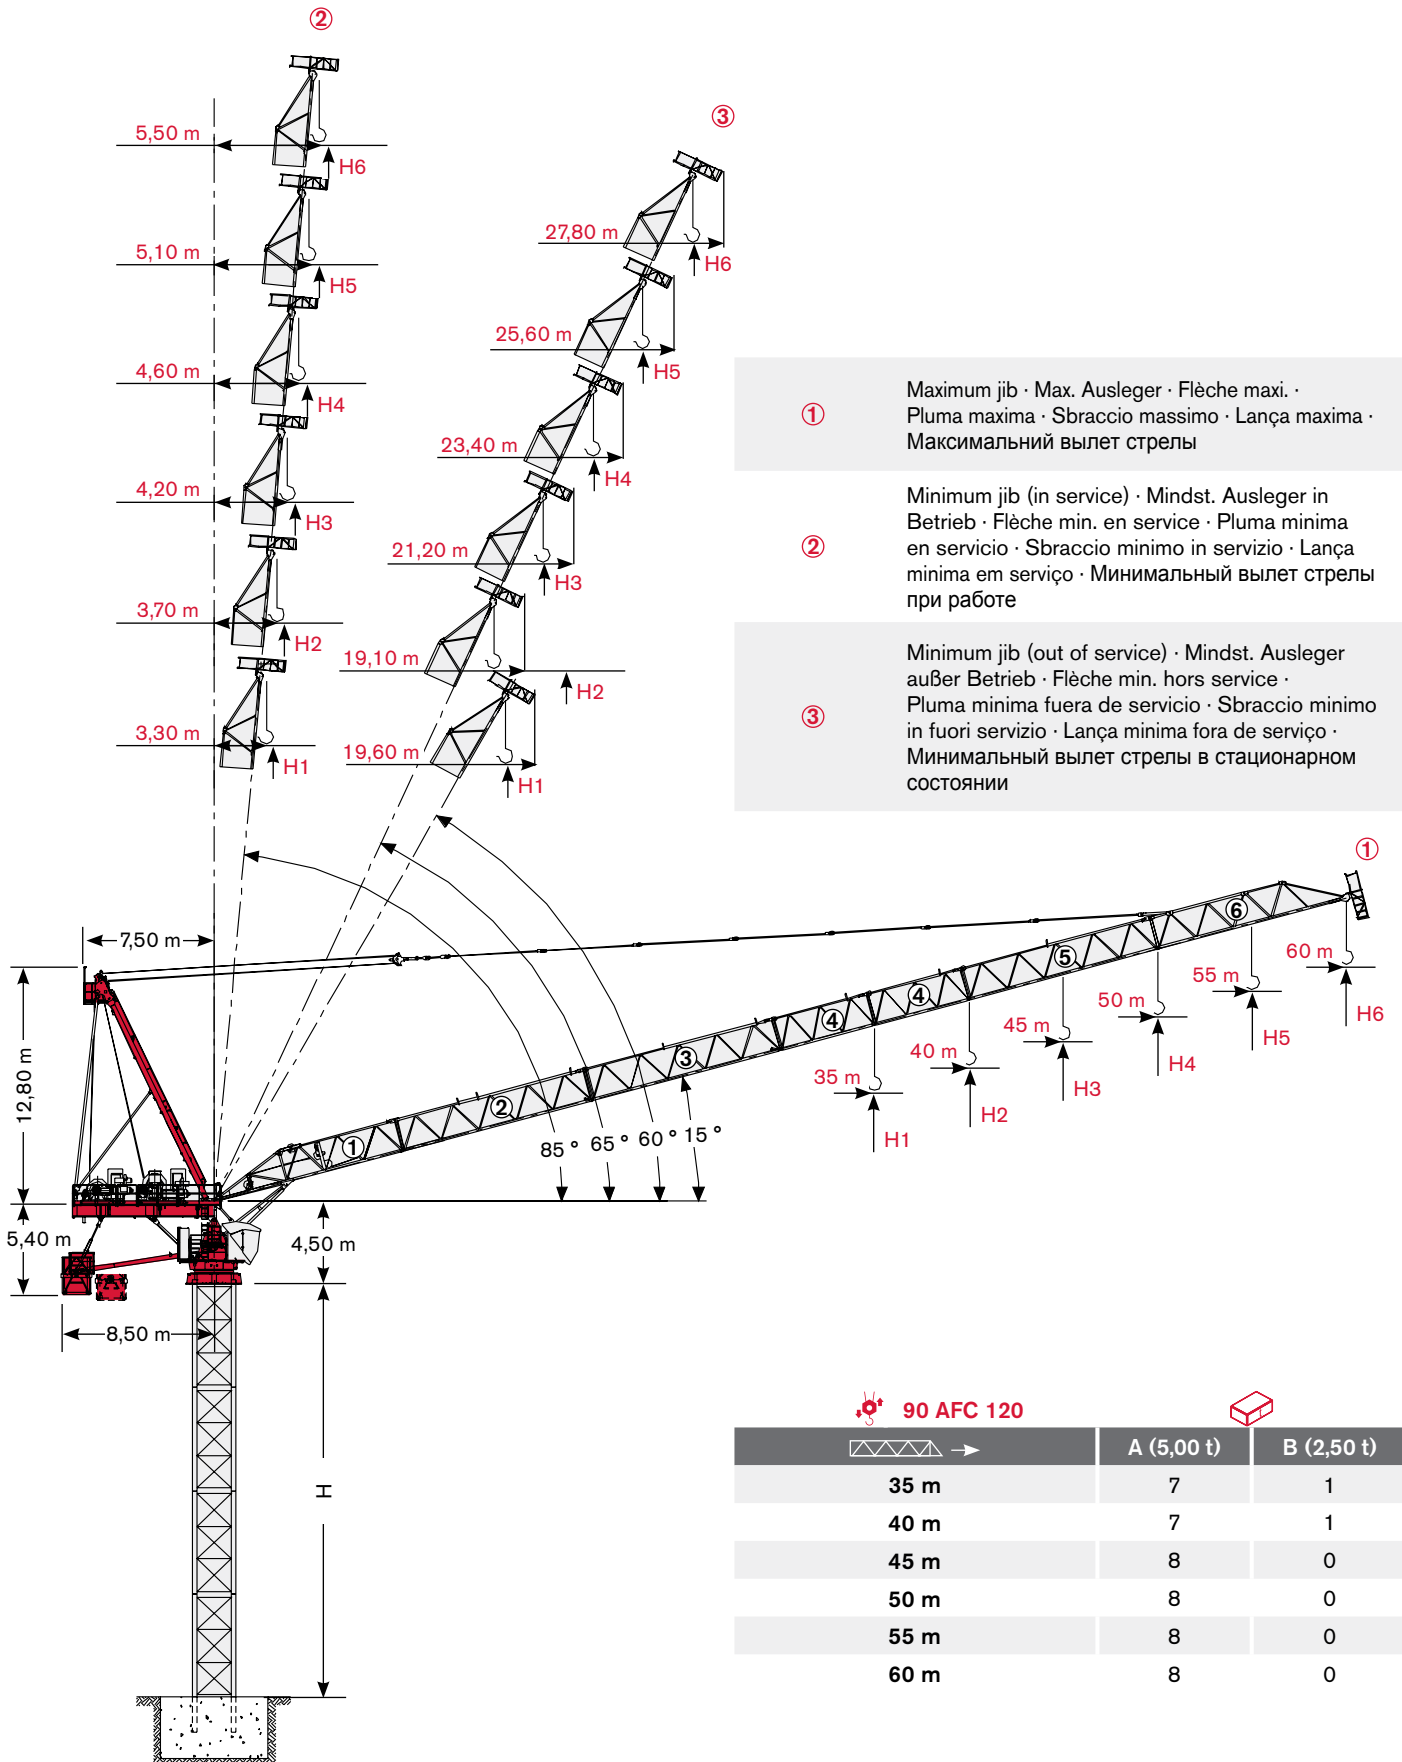 ②
5,50 m
H6
5,10 m
H5
4,60 m
H4
4,20 m
H3
3,70 m
H2
3,30 m
H1
③
27,80 m
H6
25,60 m
H5
23,40 m
H4
21,20 m
H3
19,10 m
H2
19,60 m
H1
①
Maximum jib · Max. Ausleger · Flèche maxi. ·
Pluma maxima · Sbraccio massimo · Lança maxima ·
Максимальний вылет стрелы
②
Minimum jib (in service) · Mindst. Ausleger in
Betrieb · Flèche min. en service · Pluma minima
en servicio · Sbraccio minimo in servizio · Lança
minima em serviço · Минимальный вылет стрелы
при работе
③
Minimum jib (out of service) · Mindst. Ausleger
außer Betrieb · Flèche min. hors service ·
Pluma minima fuera de servicio · Sbraccio minimo
in fuori servizio · Lança minima fora de serviço ·
Минимальный вылет стрелы в стационарном
состоянии
①
7,50 m
12,80 m
5,40 m
8,50 m
4,50 m
H
① ② ③ ④ ④ ⑤ ⑥
85 ° 65 ° 60 ° 15 °
35 m
H1
40 m
H2
45 m
H3
50 m
H4
55 m
H5
60 m
H6
90 AFC 120
A (5,00 t) B (2,50 t)
35 m 7 1
40 m 7 1
45 m 8 0
50 m 8 0
55 m 8 0
60 m 8 0